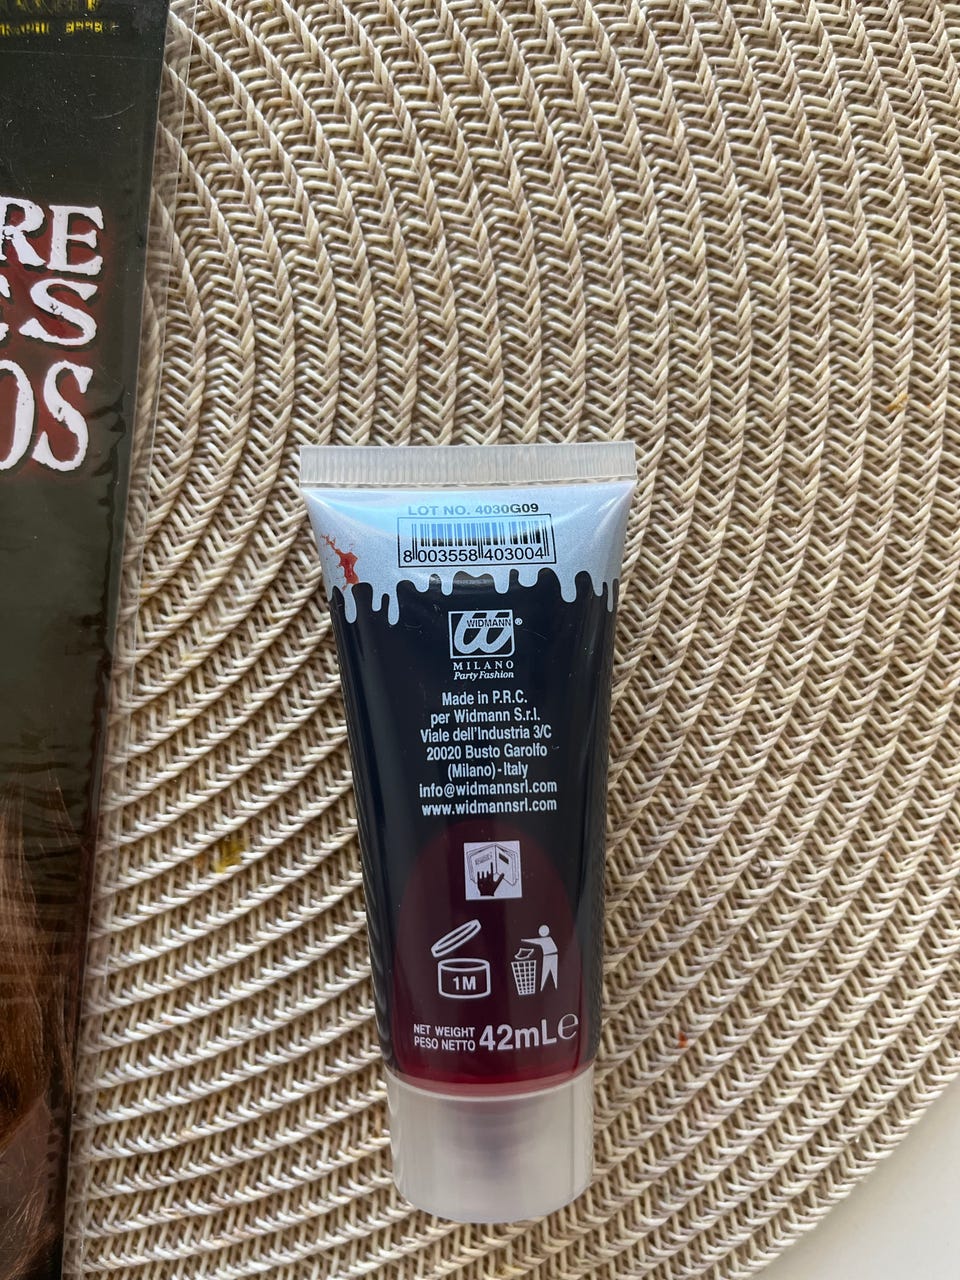 RE
S
OS
LOT NO. 4030G09
8 003558 403004
WIDMANN®
MILANO
Party Fashion
Made in P.R.C.
per Widmann S.r.l.
Viale dell'Industria 3/C
20020 Busto Garolfo
(Milano)-Italy
info@widmannsrl.com
www.widmannsrl.com
1M
NET WEIGHT
PESO NETTO 42mLe